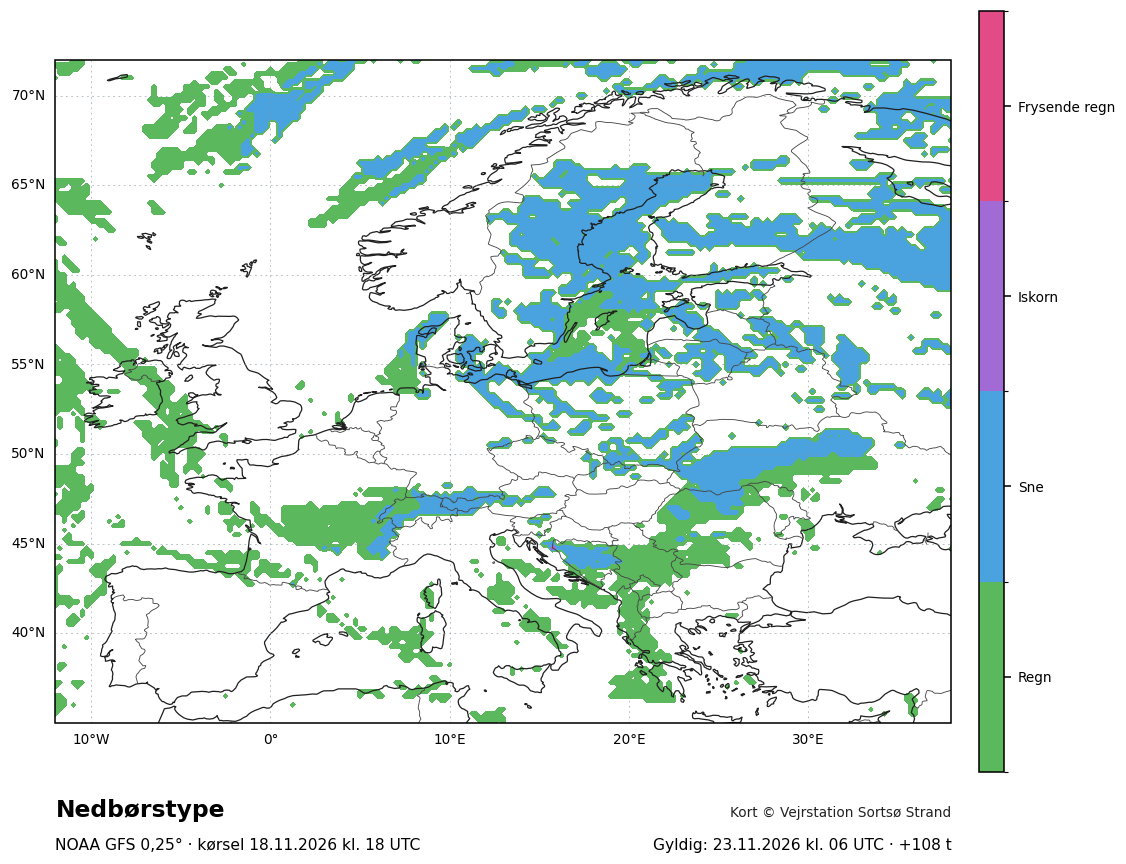 70°N
65°N
60°N
55°N
50°N
45°N
40°N
10°W
0°
10°E
20°E
30°E
Frysende regn
Iskorn
Sne
Regn
Nedbørstype
Kort © Vejrstation Sortsø Strand
NOAA GFS 0,25° · kørsel 18.11.2026 kl. 18 UTC
Gyldig: 23.11.2026 kl. 06 UTC · +108 t